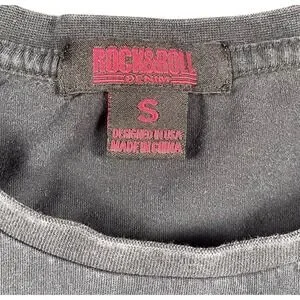 ROCK&ROLL
DENIM
S
DESIGNED IN USA
MADE IN CHINA